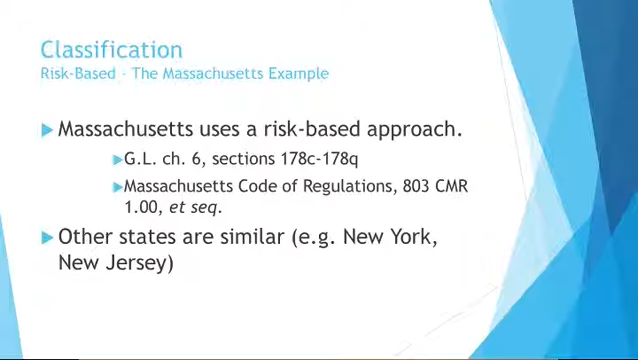 Classification
Risk-Based - The Massachusetts Example
Massachusetts uses a risk-based approach.
G.L. ch. 6, sections 178c-178q
Massachusetts Code of Regulations, 803 CMR
1.00, et seq.
Other states are similar (e.g. New York,
New Jersey)